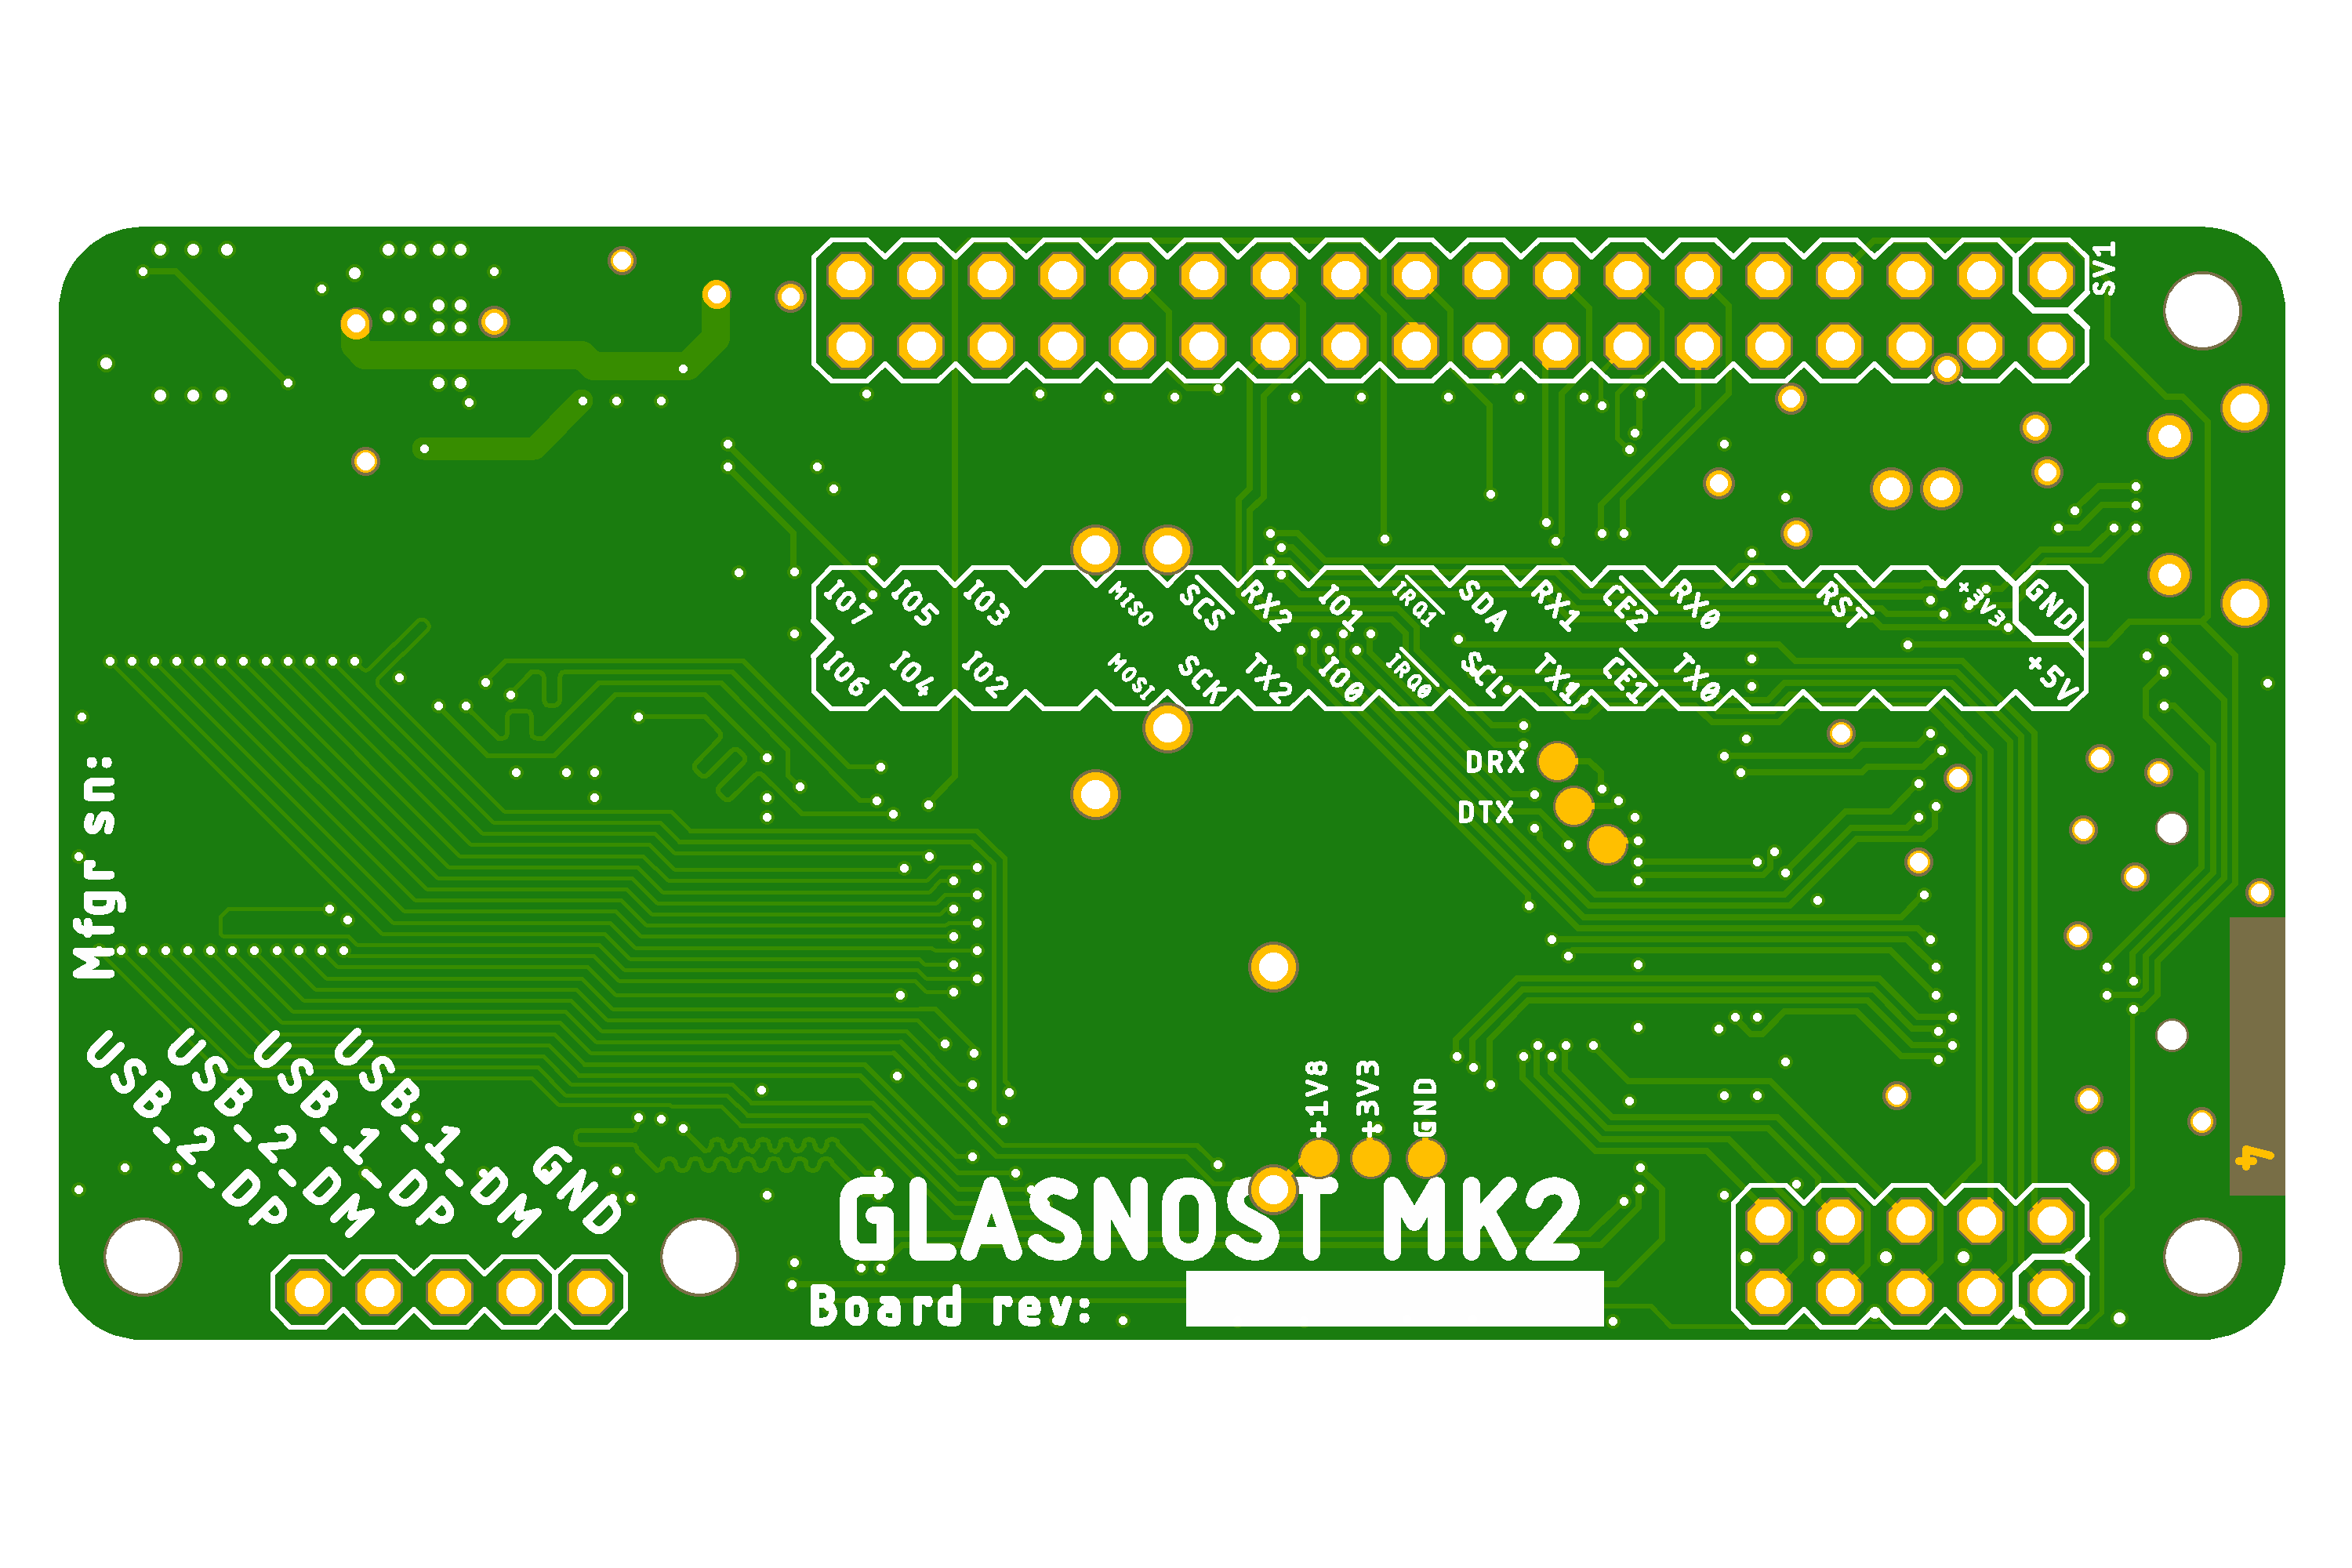 SV1
IO7 IO5 IO3 MISO SCS RX2 IO1 IRQ1 SDA RX1 CE2 RX0 RST +3V3 GND
IO6 IO4 IO2 MOSI SCK TX2 IO0 IRQ0 SCL TX1 CE1 TX0 +5V
DRX
DTX
Mfgr sn:
USB_2_DP
USB_2_DM
USB_1_DP
USB_1_DM
GND
+1V8
+3V3
GND
4
GLASNOST MK2
Board rev: